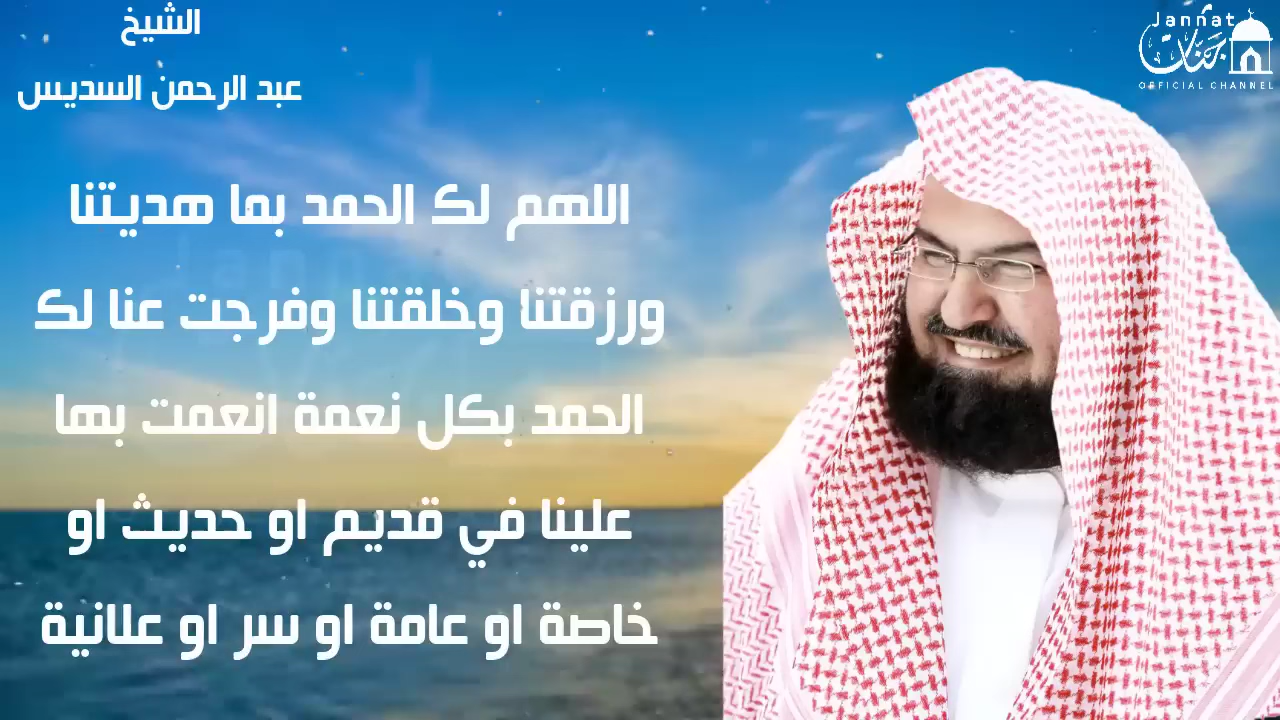 الشيخ
عبد الرحمن السديس
Jannat
جنات
OFFICIAL CHANNEL
اللهم لك الحمد بما هديتنا
ورزقتنا وخلقتنا وفرجت عنا لك
الحمد بكل نعمة انعمت بها
علينا في قديم او حديث او
خاصة او عامة او سر او علانية